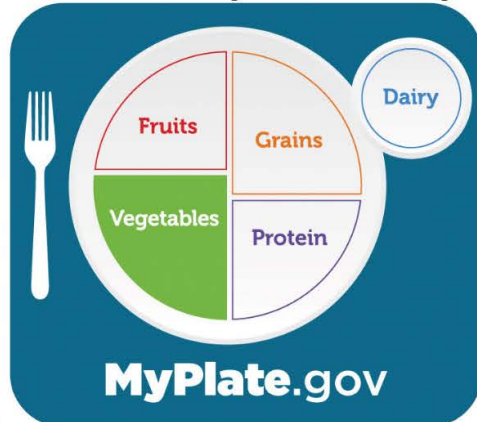 Fruits
Grains
Dairy
Vegetables
Protein
MyPlate.gov